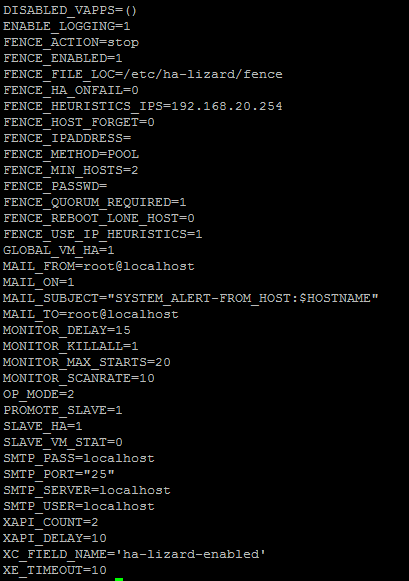 DISABLED_VAPPS=()
ENABLE_LOGGING=1
FENCE_ACTION=stop
FENCE_ENABLED=1
FENCE_FILE_LOC=/etc/ha-lizard/fence
FENCE_HA_ONFAIL=0
FENCE_HEURISTICS_IPS=192.168.20.254
FENCE_HOST_FORGET=0
FENCE_IPADDRESS=
FENCE_METHOD=POOL
FENCE_MIN_HOSTS=2
FENCE_PASSWD=
FENCE_QUORUM_REQUIRED=1
FENCE_REBOOT_LONE_HOST=0
FENCE_USE_IP_HEURISTICS=1
GLOBAL_VM_HA=1
MAIL_FROM=root@localhost
MAIL_ON=1
MAIL_SUBJECT="SYSTEM_ALERT-FROM_HOST:$HOSTNAME"
MAIL_TO=root@localhost
MONITOR_DELAY=15
MONITOR_KILLALL=1
MONITOR_MAX_STARTS=20
MONITOR_SCANRATE=10
OP_MODE=2
PROMOTE_SLAVE=1
SLAVE_HA=1
SLAVE_VM_STAT=0
SMTP_PASS=localhost
SMTP_PORT="25"
SMTP_SERVER=localhost
SMTP_USER=localhost
XAPI_COUNT=2
XAPI_DELAY=10
XC_FIELD_NAME='ha-lizard-enabled'
XE_TIMEOUT=10